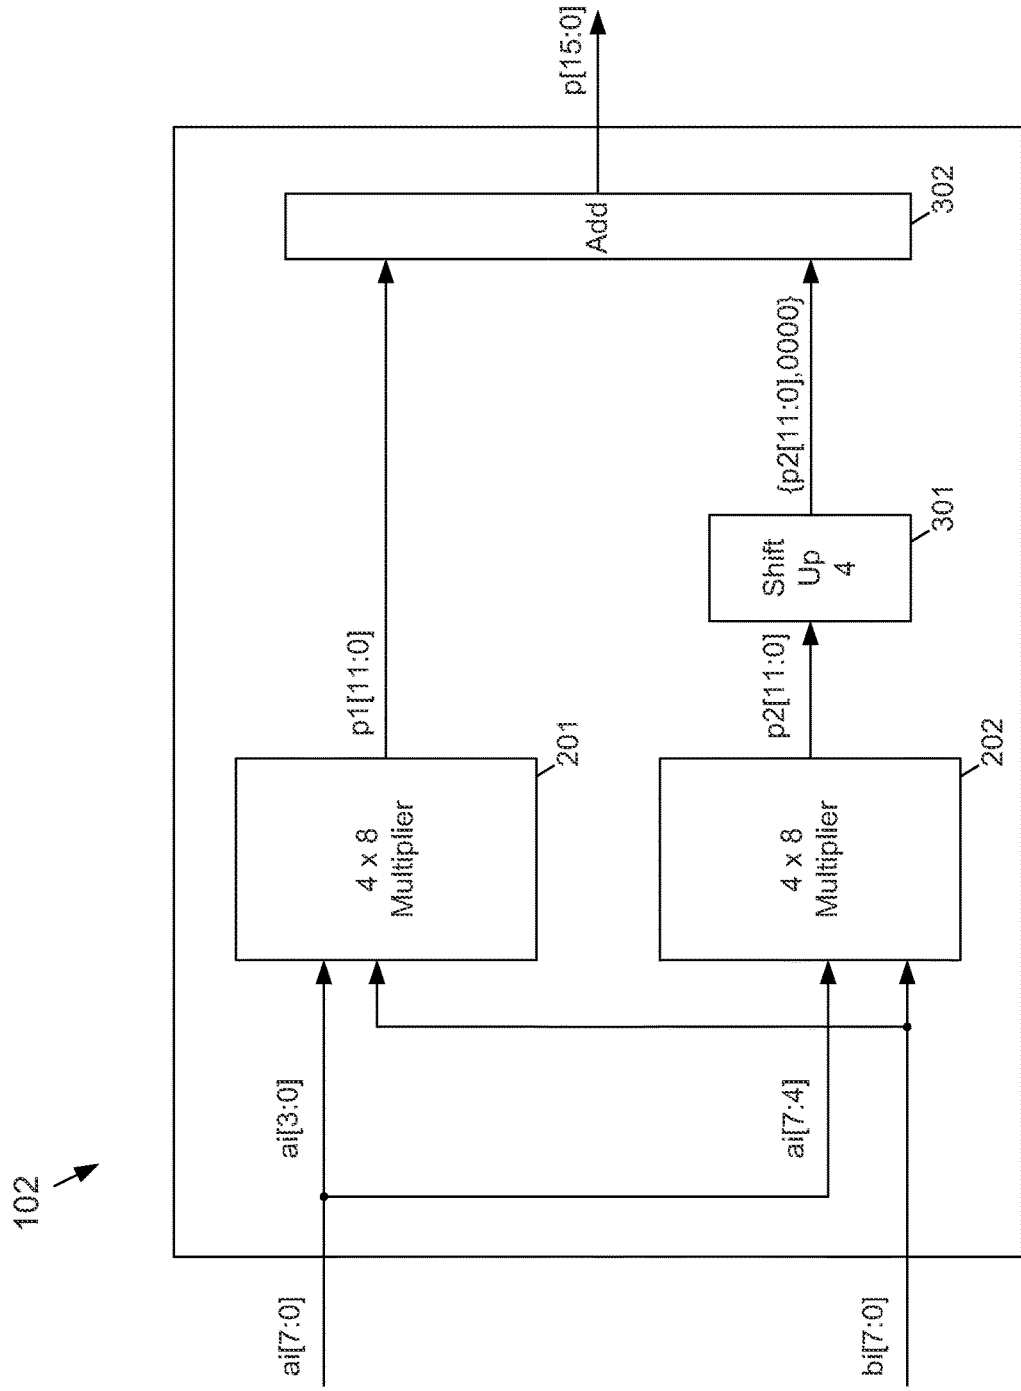 102
ai[7:0]
ai[3:0]
4 x 8
Multiplier
201
p1[11:0]
ai[7:4]
bi[7:0]
4 x 8
Multiplier
202
p2[11:0]
Shift
Up
4
301
{p2[11:0],0000}
Add
302
p[15:0]